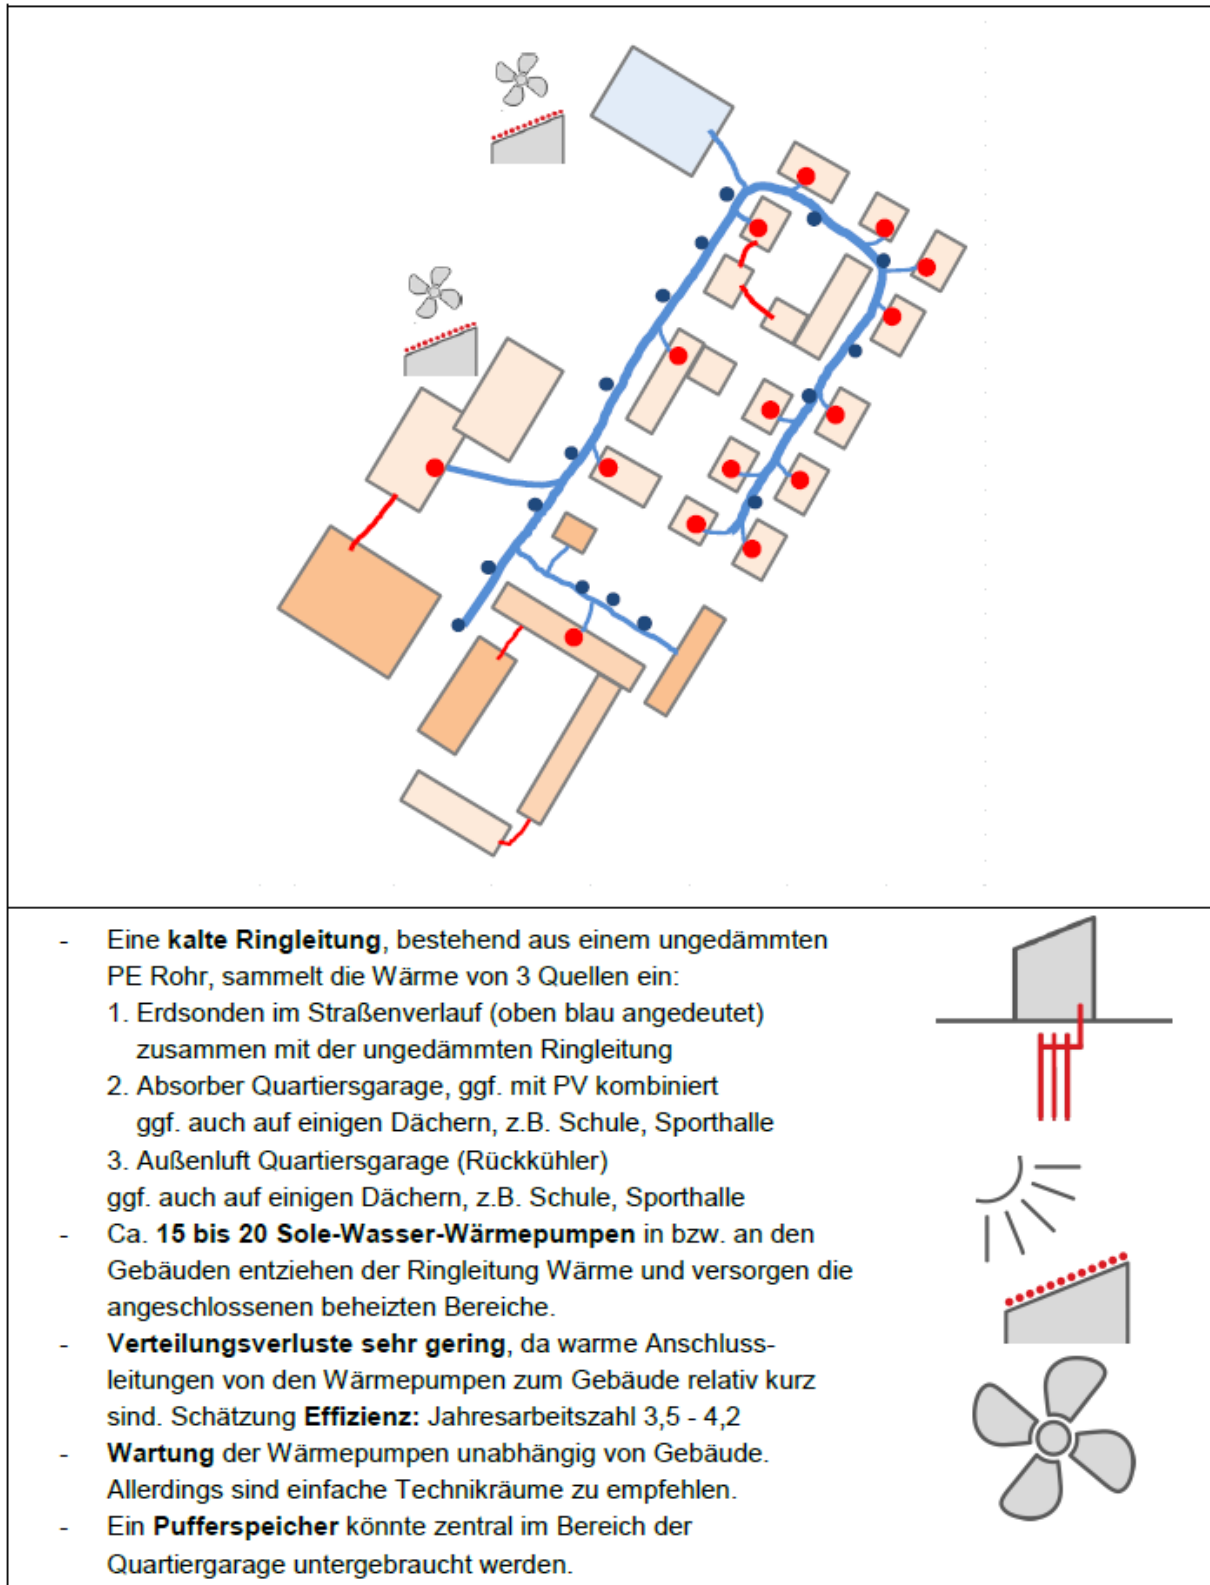 - Eine kalte Ringleitung, bestehend aus einem ungedämmten
PE Rohr, sammelt die Wärme von 3 Quellen ein:
1. Erdsonden im Straßenverlauf (oben blau angedeutet)
zusammen mit der ungedämmten Ringleitung
2. Absorber Quartiersgarage, ggf. mit PV kombiniert
ggf. auch auf einigen Dächern, z.B. Schule, Sporthalle
3. Außenluft Quartiersgarage (Rückkühler)
ggf. auch auf einigen Dächern, z.B. Schule, Sporthalle
- Ca. 15 bis 20 Sole-Wasser-Wärmepumpen in bzw. an den
Gebäuden entziehen der Ringleitung Wärme und versorgen die
angeschlossenen beheizten Bereiche.
- Verteilungsverluste sehr gering, da warme Anschluss-
leitungen von den Wärmepumpen zum Gebäude relativ kurz
sind. Schätzung Effizienz: Jahresarbeitszahl 3,5 - 4,2
- Wartung der Wärmepumpen unabhängig von Gebäude.
Allerdings sind einfache Technikräume zu empfehlen.
- Ein Pufferspeicher könnte zentral im Bereich der
Quartiergarage untergebraucht werden.